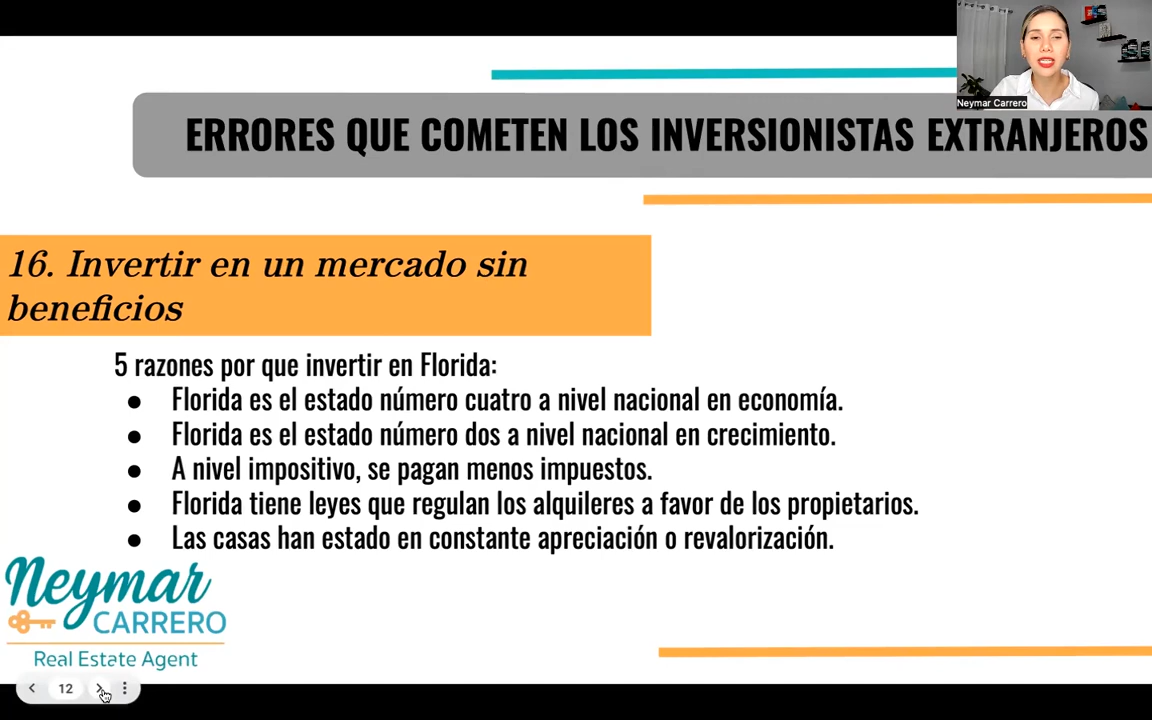 Neymar Carrero
ERRORES QUE COMETEN LOS INVERSIONISTAS EXTRANJEROS
16. Invertir en un mercado sin
beneficios
5 razones por que invertir en Florida:
● Florida es el estado número cuatro a nivel nacional en economía.
● Florida es el estado número dos a nivel nacional en crecimiento.
● A nivel impositivo, se pagan menos impuestos.
● Florida tiene leyes que regulan los alquileres a favor de los propietarios.
● Las casas han estado en constante apreciación o revalorización.
Neymar
CARRERO
Real Estate Agent
12